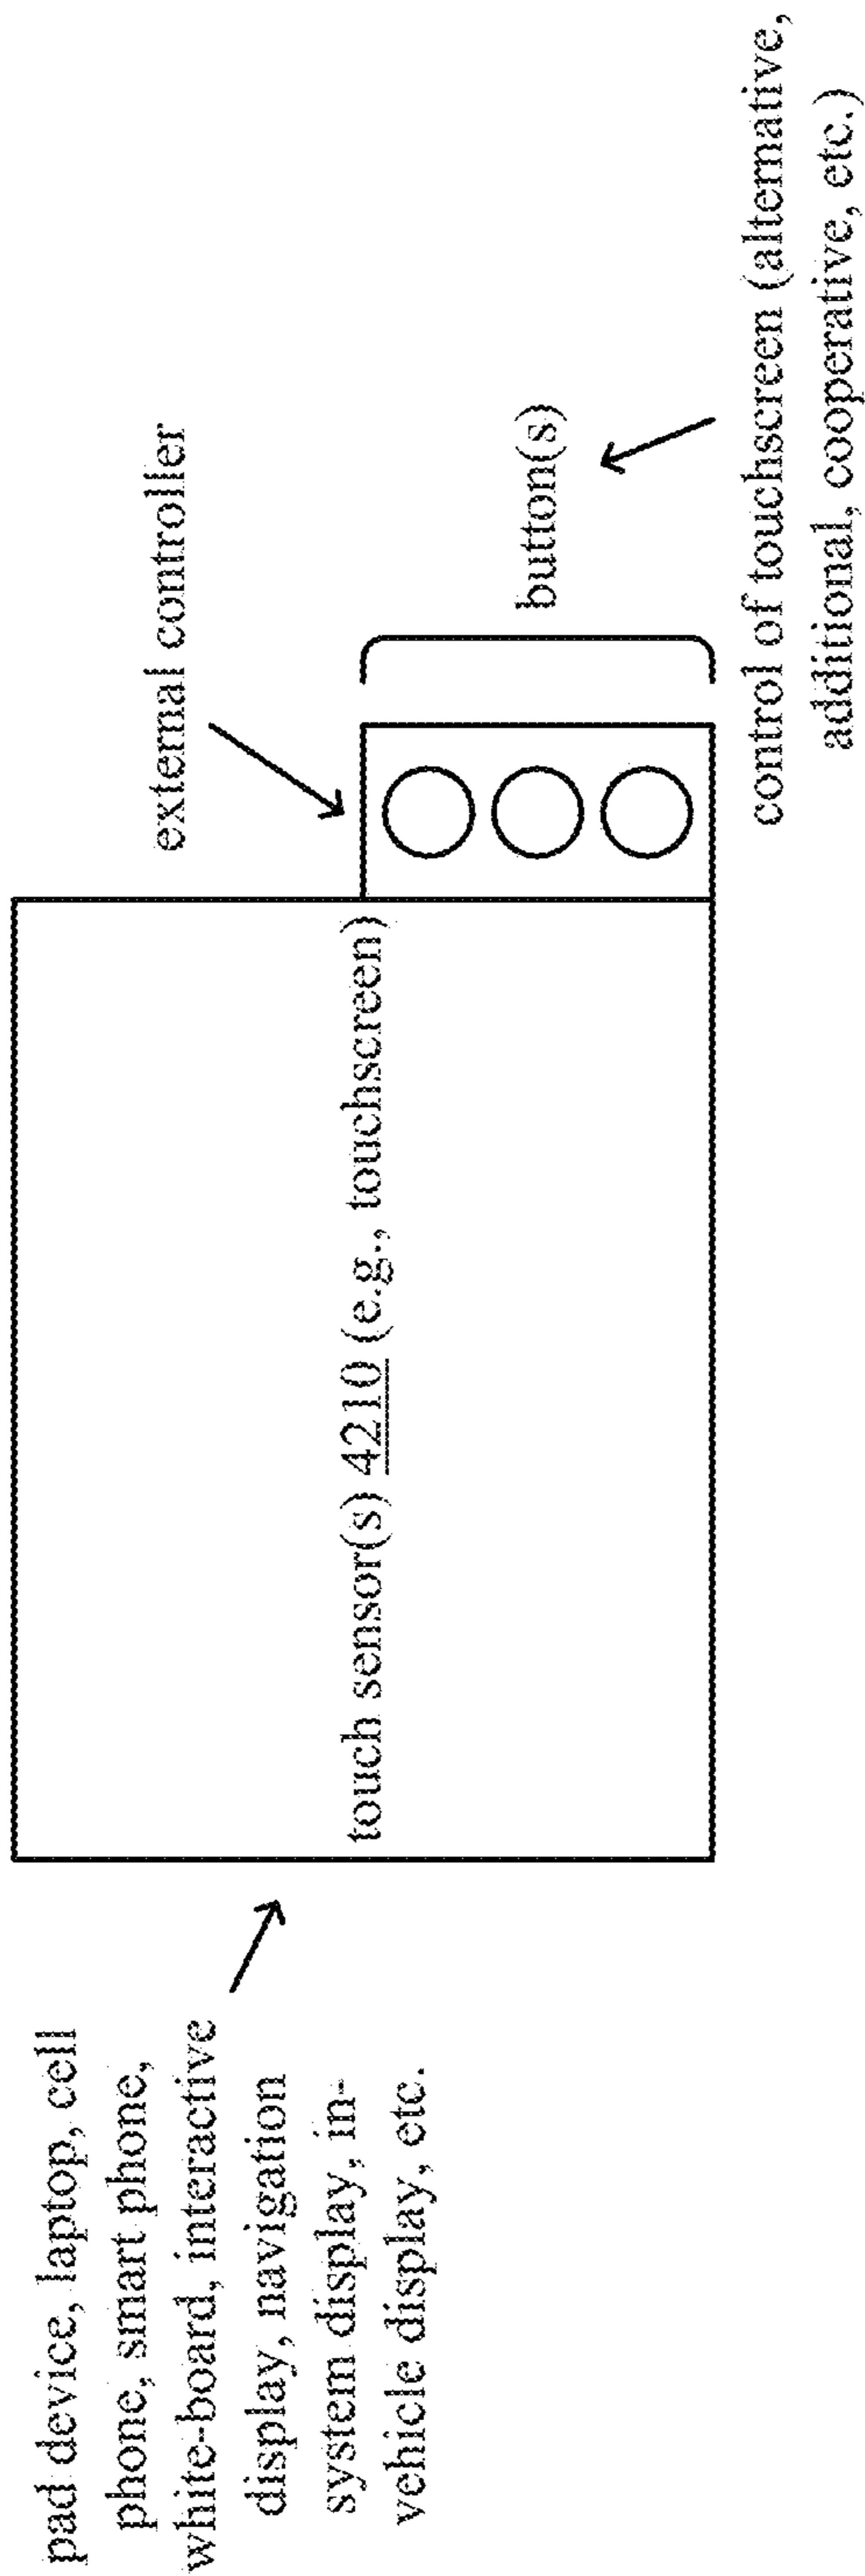 pad device, laptop, cell
phone, smart phone,
white-board, interactive
display, navigation
system display, in-
vehicle display, etc.
touch sensor(s) 4210 (e.g., touchscreen)
external controller
button(s)
control of touchscreen (alternative,
additional, cooperative, etc.)